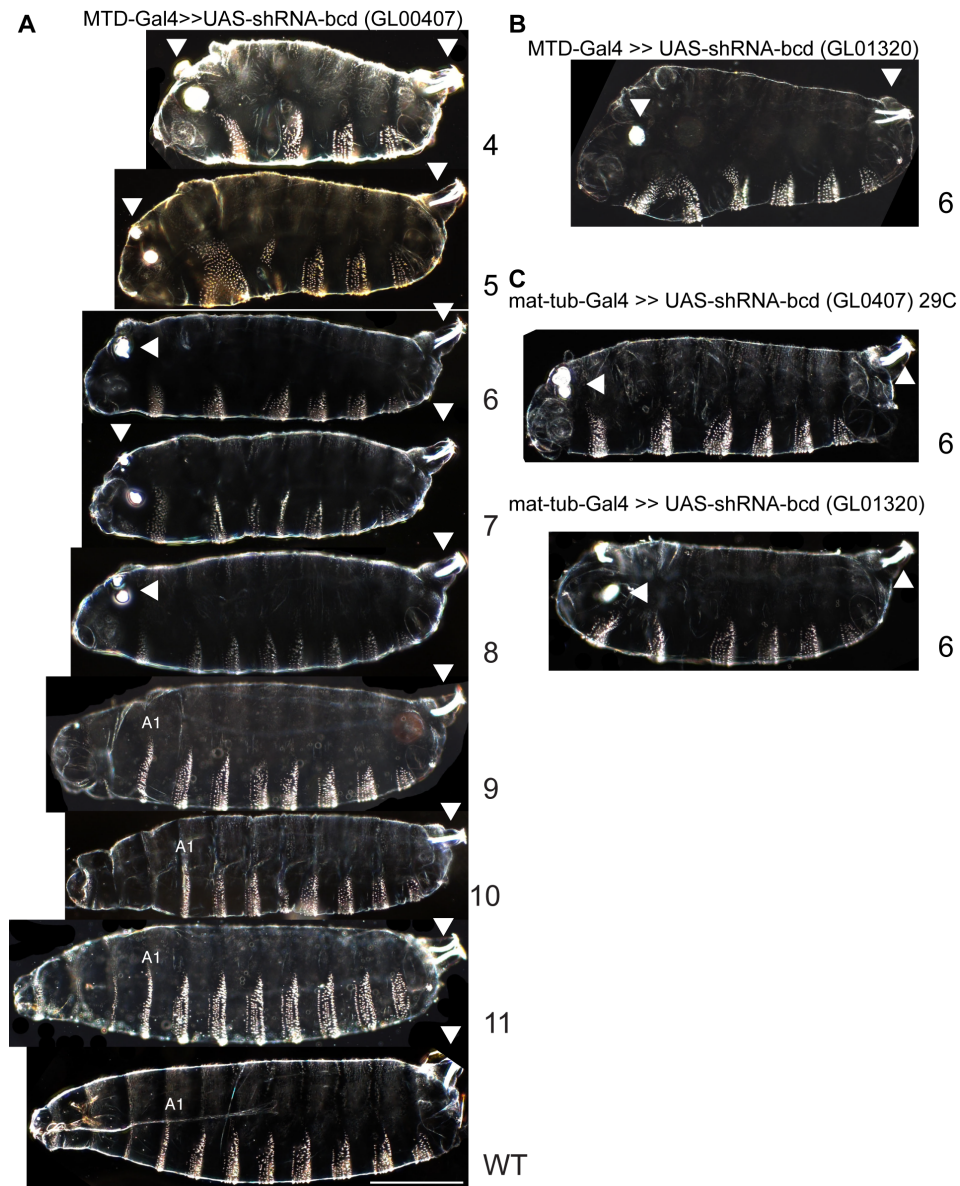 A
MTD-Gal4>>UAS-shRNA-bcd (GL00407)
4
5
6
7
8
A1
9
A1
10
A1
11
A1
WT
B
MTD-Gal4 >> UAS-shRNA-bcd (GL01320)
6
C
mat-tub-Gal4 >> UAS-shRNA-bcd (GL0407) 29C
6
mat-tub-Gal4 >> UAS-shRNA-bcd (GL01320)
6